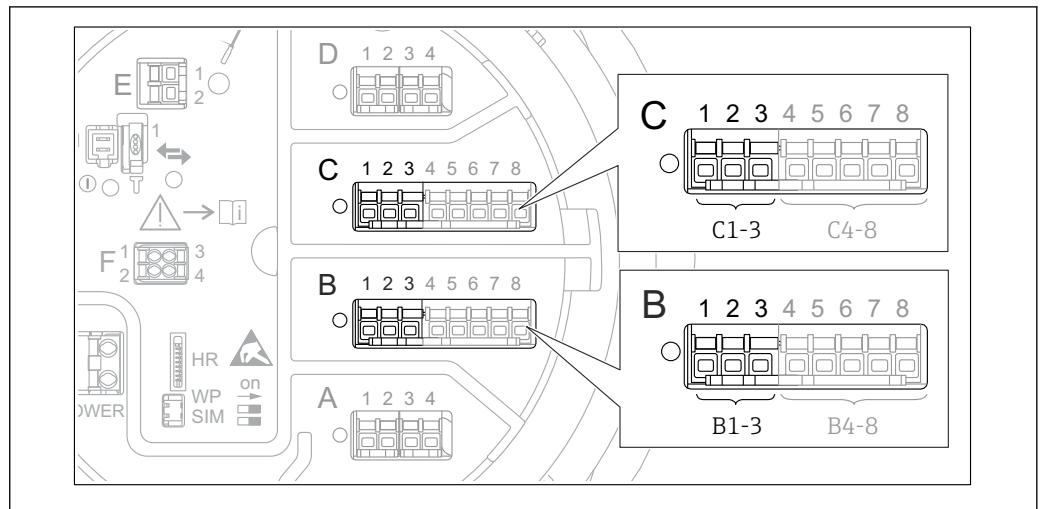 D 1 2 3 4
E 1
2
1
C 1 2 3 4 5 6 7 8
C 1 2 3 4 5 6 7 8
C1-3 C4-8
i
F 1 3
2 4
B 1 2 3 4 5 6 7 8
B 1 2 3 4 5 6 7 8
B1-3 B4-8
HR
on
WP
SIM
OWER
A 1 2 3 4